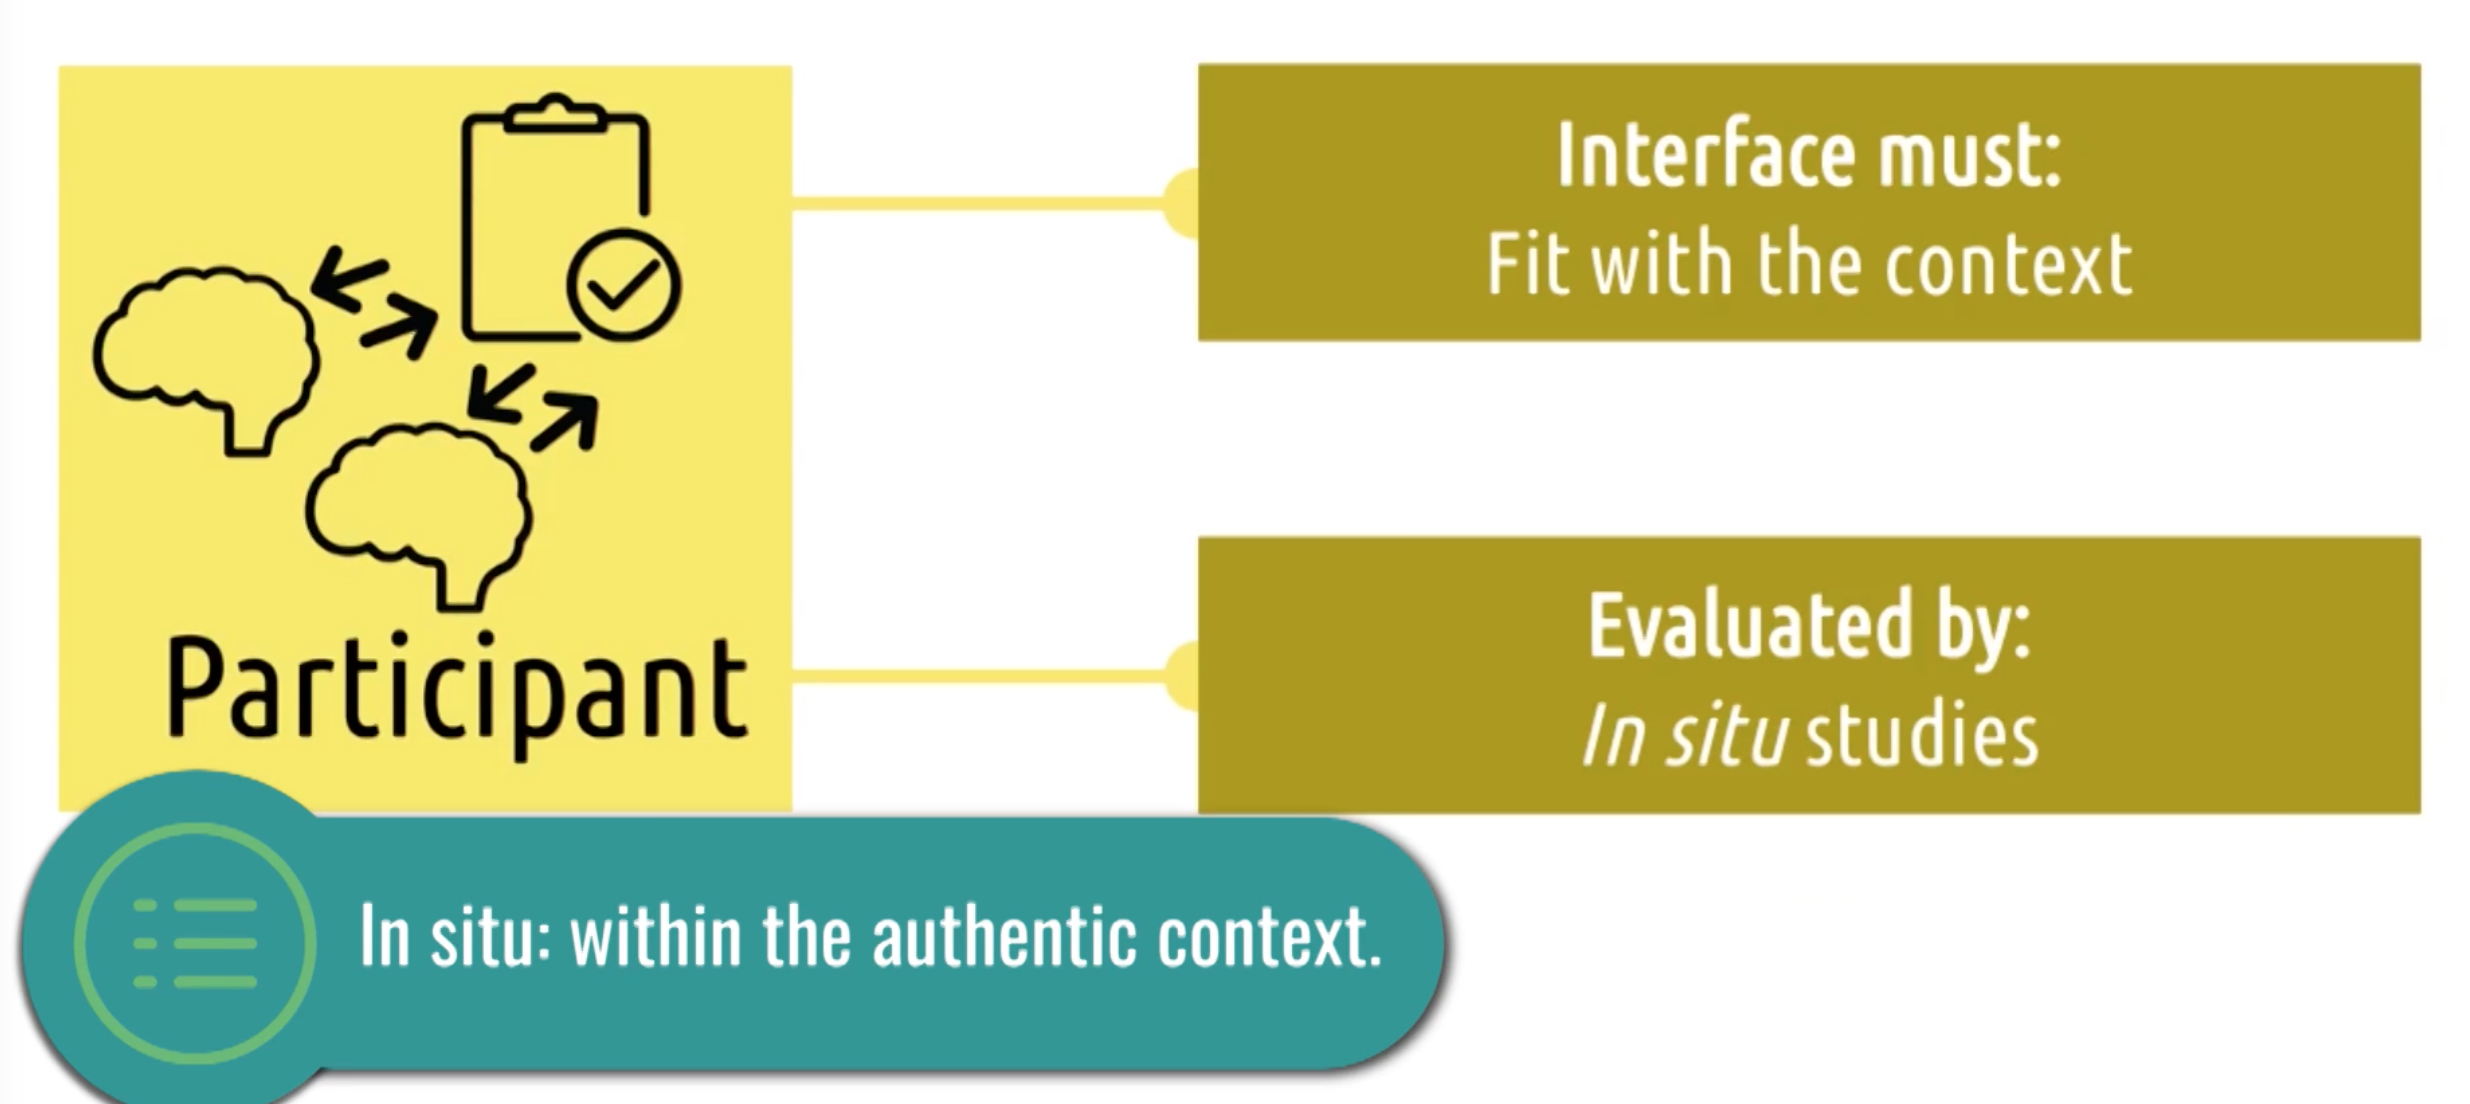 Participant
Interface must:
Fit with the context
Evaluated by:
In situ studies
In situ: within the authentic context.